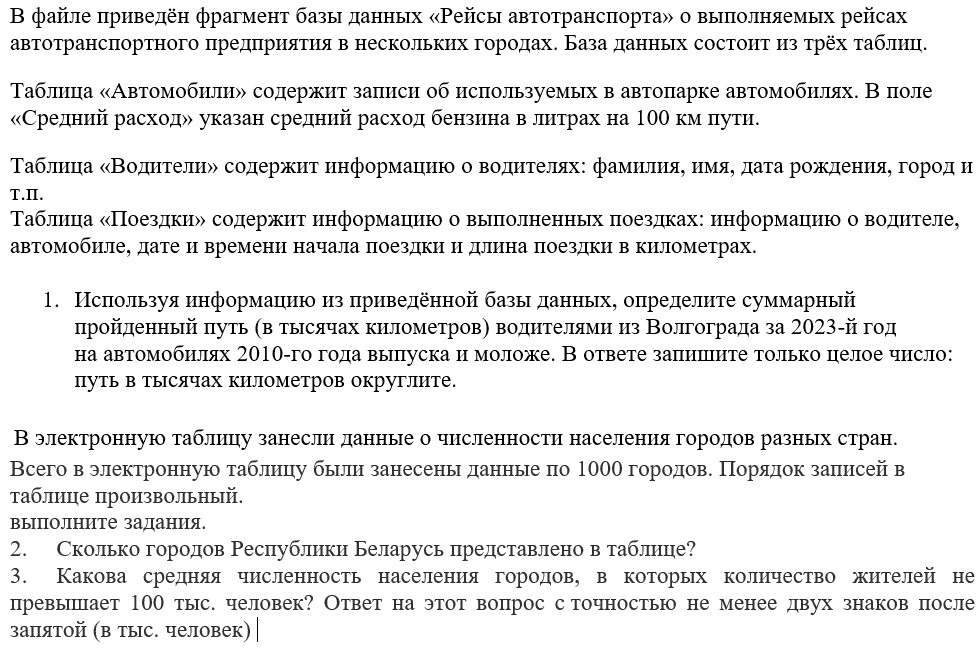 В файле приведён фрагмент базы данных «Рейсы автотранспорта» о выполняемых рейсах
автотранспортного предприятия в нескольких городах. База данных состоит из трёх таблиц.
Таблица «Автомобили» содержит записи об используемых в автопарке автомобилях. В поле
«Средний расход» указан средний расход бензина в литрах на 100 км пути.
Таблица «Водители» содержит информацию о водителях: фамилия, имя, дата рождения, город и
т.п.
Таблица «Поездки» содержит информацию о выполненных поездках: информацию о водителе,
автомобиле, дате и времени начала поездки и длина поездки в километрах.
1. Используя информацию из приведённой базы данных, определите суммарный
пройденный путь (в тысячах километров) водителями из Волгограда за 2023-й год
на автомобилях 2010-го года выпуска и моложе. В ответе запишите только целое число:
путь в тысячах километров округлите.
В электронную таблицу занесли данные о численности населения городов разных стран.
Всего в электронную таблицу были занесены данные по 1000 городов. Порядок записей в
таблице произвольный.
выполните задания.
2. Сколько городов Республики Беларусь представлено в таблице?
3. Какова средняя численность населения городов, в которых количество жителей не
превышает 100 тыс. человек? Ответ на этот вопрос с точностью не менее двух знаков после
запятой (в тыс. человек)